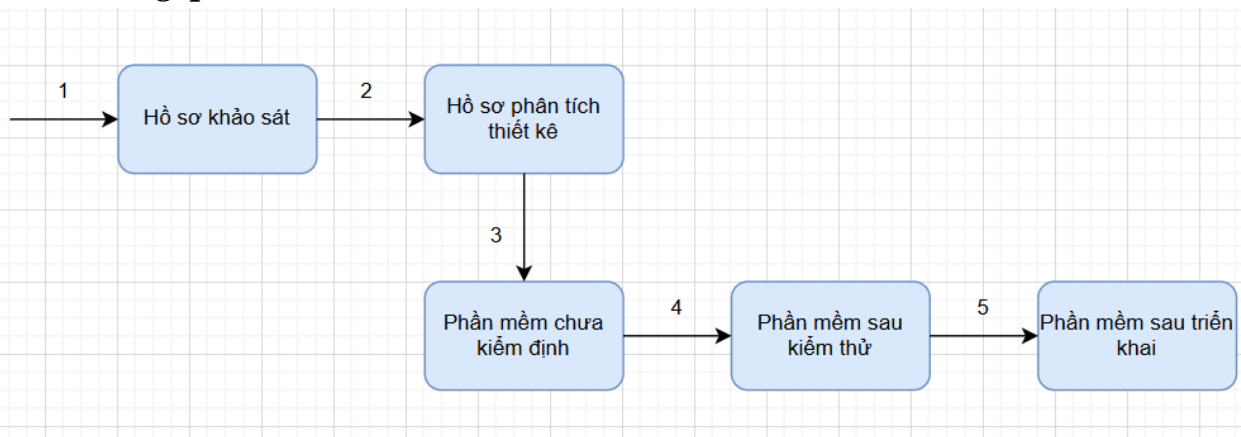 1
Hồ sơ khảo sát
2
Hồ sơ phân tích
thiết kê
3
Phần mềm chưa
kiểm định
4
Phần mềm sau
kiểm thử
5
Phần mềm sau triển
khai